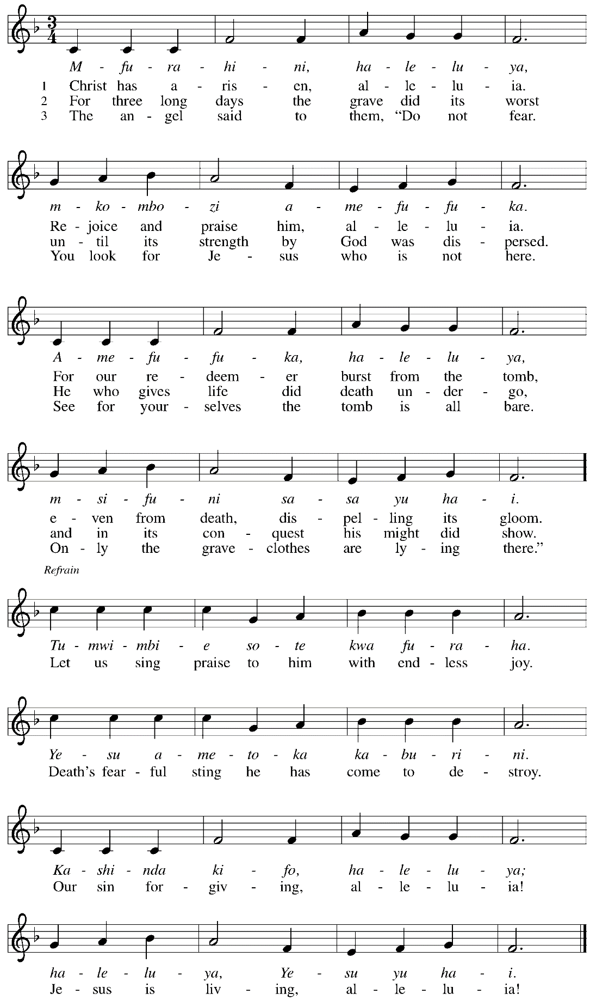 M - fu - ra - hi - ni, ha - le - lu - ya,
1 Christ has a - ris - en, al - le - lu - ia.
2 For three long days the grave did its worst
3 The an - gel said to them, “Do not fear.
m - ko - mbo - zi a - me - fu - fu - ka.
Re - joice and praise him, al - le - lu - ia.
un - til its strength by God was dis - persed.
You look for Je - sus who is not here.
A - me - fu - fu - ka, ha - le - lu - ya,
For our re - deem - er burst from the tomb,
He who gives life did death un - der - go,
See for your - selves the tomb is all bare.
m - si - fu - ni sa - sa yu ha - i.
e - ven from death, dis - pel - ling its gloom.
and in its con - quest his might did show.
On - ly the grave - clothes are ly - ing there.”
Refrain
Tu - mwi - mbi - e so - te kwa fu - ra - ha.
Let us sing praise to him with end - less joy.
Ye - su a - me - to - ka ka - bu - ri - ni.
Death’s fear - ful sting he has come to de - stroy.
Ka - shi - nda ki - fo, ha - le - lu - ya;
Our sin for - giv - ing, al - le - lu - ia!
ha - le - lu - ya, Ye - su yu ha - i.
Je - sus is liv - ing, al - le - lu - ia!